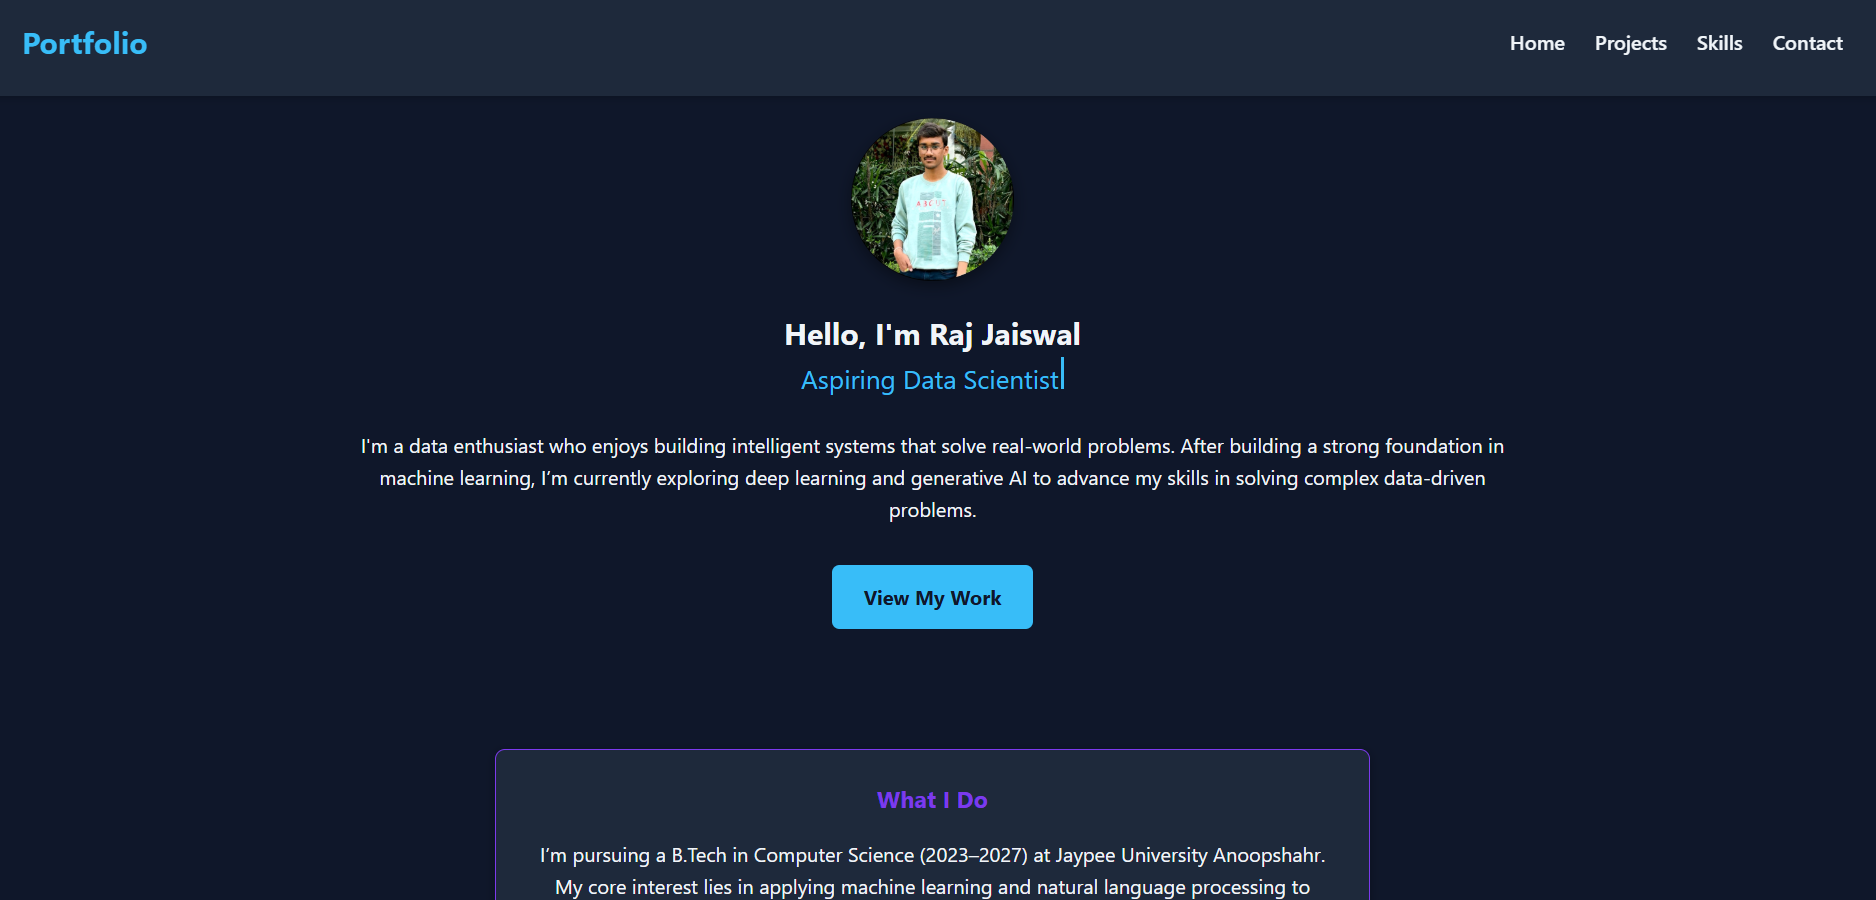 Portfolio
Home Projects Skills Contact
Hello, I'm Raj Jaiswal
Aspiring Data Scientist
I'm a data enthusiast who enjoys building intelligent systems that solve real-world problems. After building a strong foundation in
machine learning, I’m currently exploring deep learning and generative AI to advance my skills in solving complex data-driven
problems.
View My Work
What I Do
I’m pursuing a B.Tech in Computer Science (2023–2027) at Jaypee University Anoopshahr.
My core interest lies in applying machine learning and natural language processing to